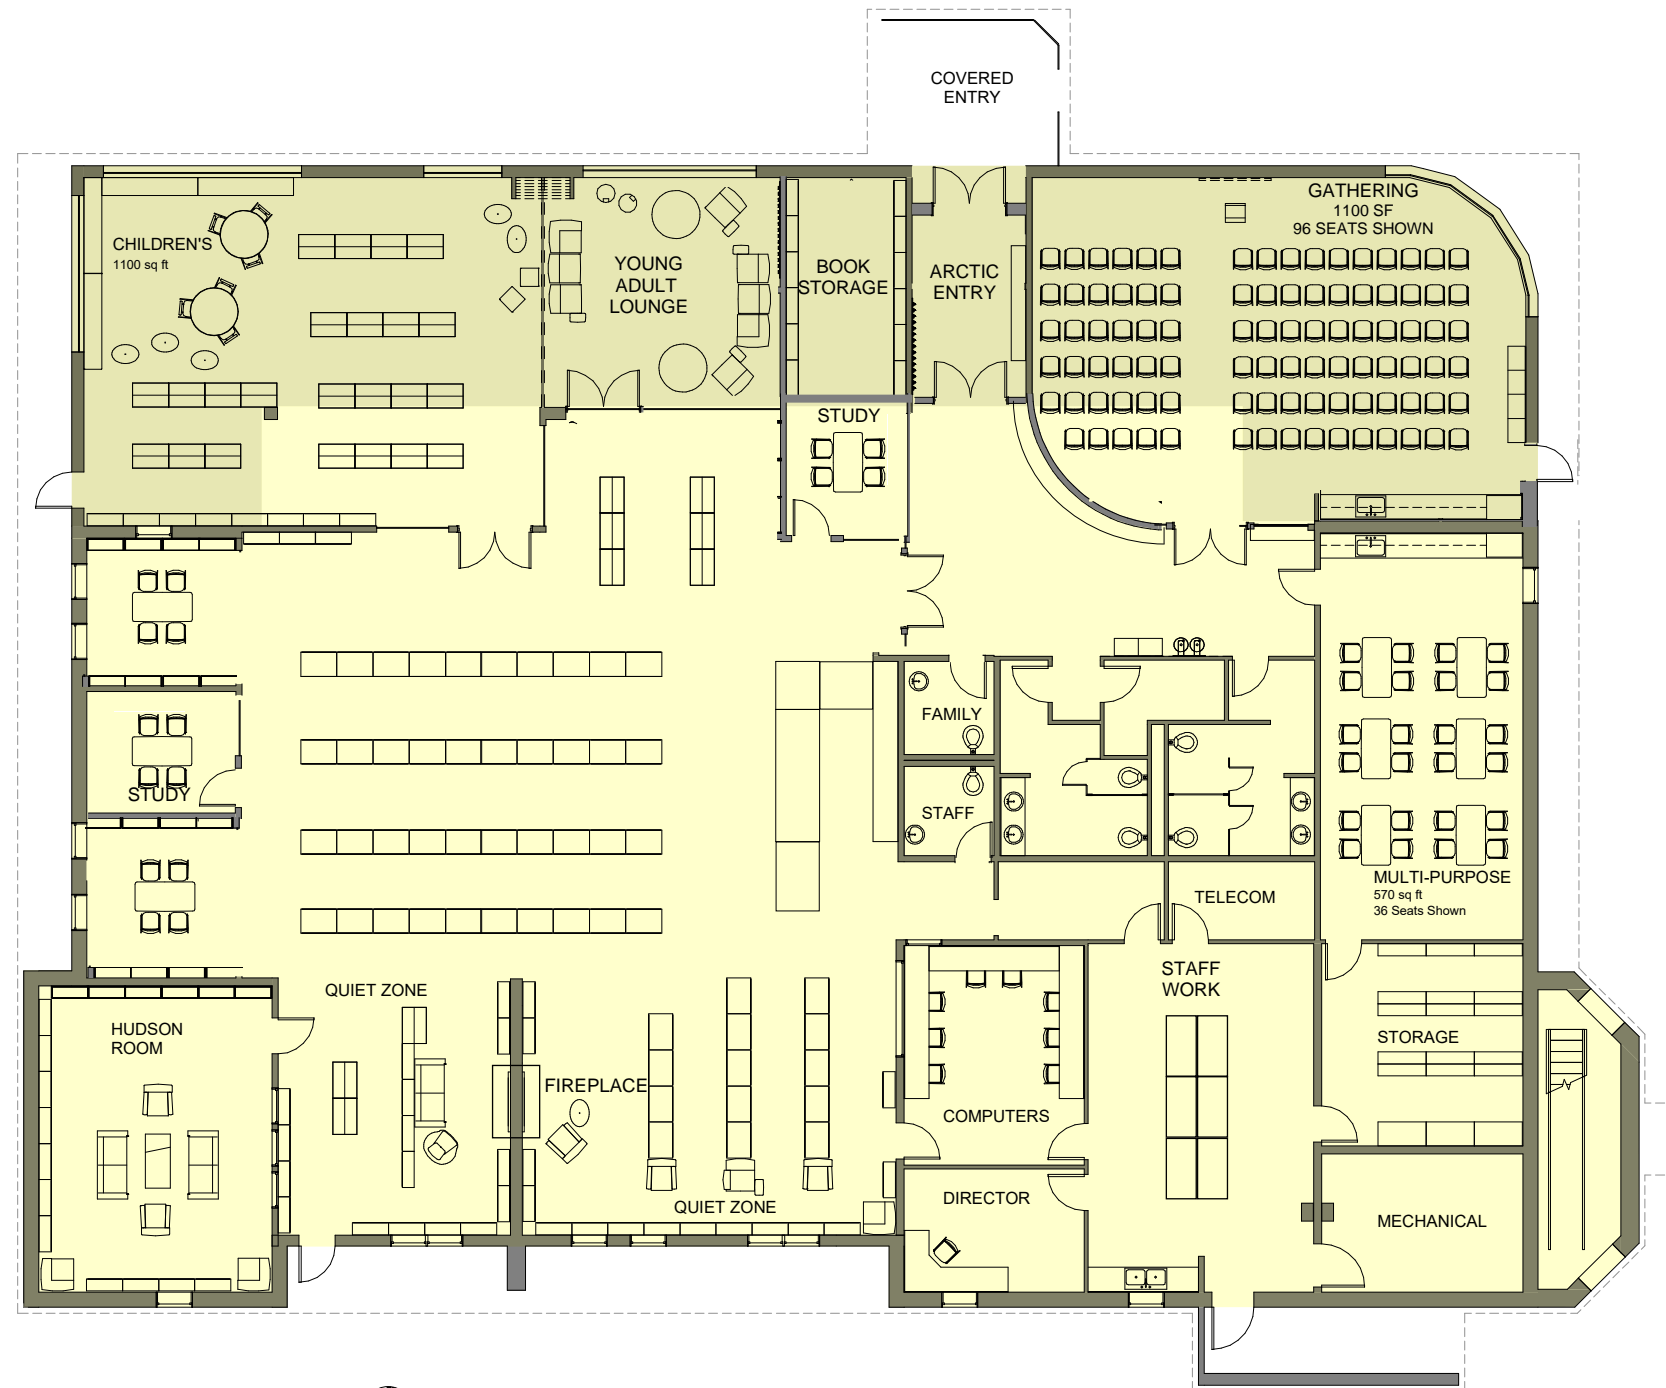 COVERED
ENTRY
GATHERING
1100 SF
96 SEATS SHOWN
CHILDREN'S
1100 sq ft
YOUNG
ADULT
LOUNGE
BOOK
STORAGE
ARCTIC
ENTRY
STUDY
FAMILY
STUDY
STAFF
MULTI-PURPOSE
570 sq ft
36 Seats Shown
TELECOM
STAFF
WORK
QUIET ZONE
HUDSON
ROOM
STORAGE
FIREPLACE
COMPUTERS
DIRECTOR
QUIET ZONE
MECHANICAL